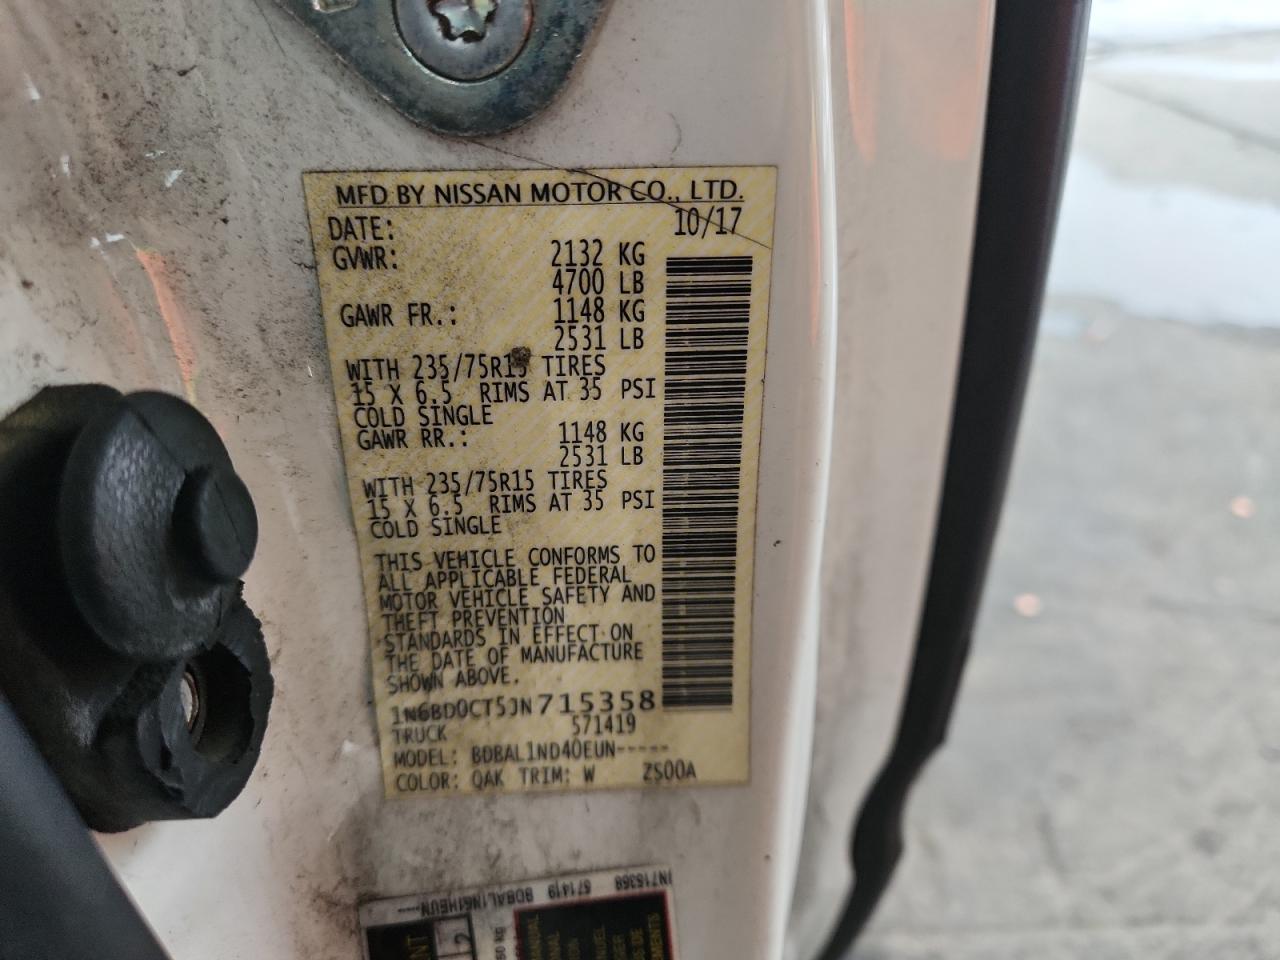 MFD BY NISSAN MOTOR CO., LTD.
DATE: 10/17
GVWR: 2132 KG
4700 LB
GAWR FR.: 1148 KG
2531 LB
WITH 235/75R15 TIRES
15 X 6.5 RIMS AT 35 PSI
COLD SINGLE
GAWR RR.: 1148 KG
2531 LB
WITH 235/75R15 TIRES
15 X 6.5 RIMS AT 35 PSI
COLD SINGLE
THIS VEHICLE CONFORMS TO
ALL APPLICABLE FEDERAL
MOTOR VEHICLE SAFETY AND
THEFT PREVENTION
STANDARDS IN EFFECT ON
THE DATE OF MANUFACTURE
SHOWN ABOVE.
1N6BD0CT5JN715358
TRUCK 571419
MODEL: BDBAL1ND40EUN-----
COLOR: QAK TRIM: W ZS00A
571419